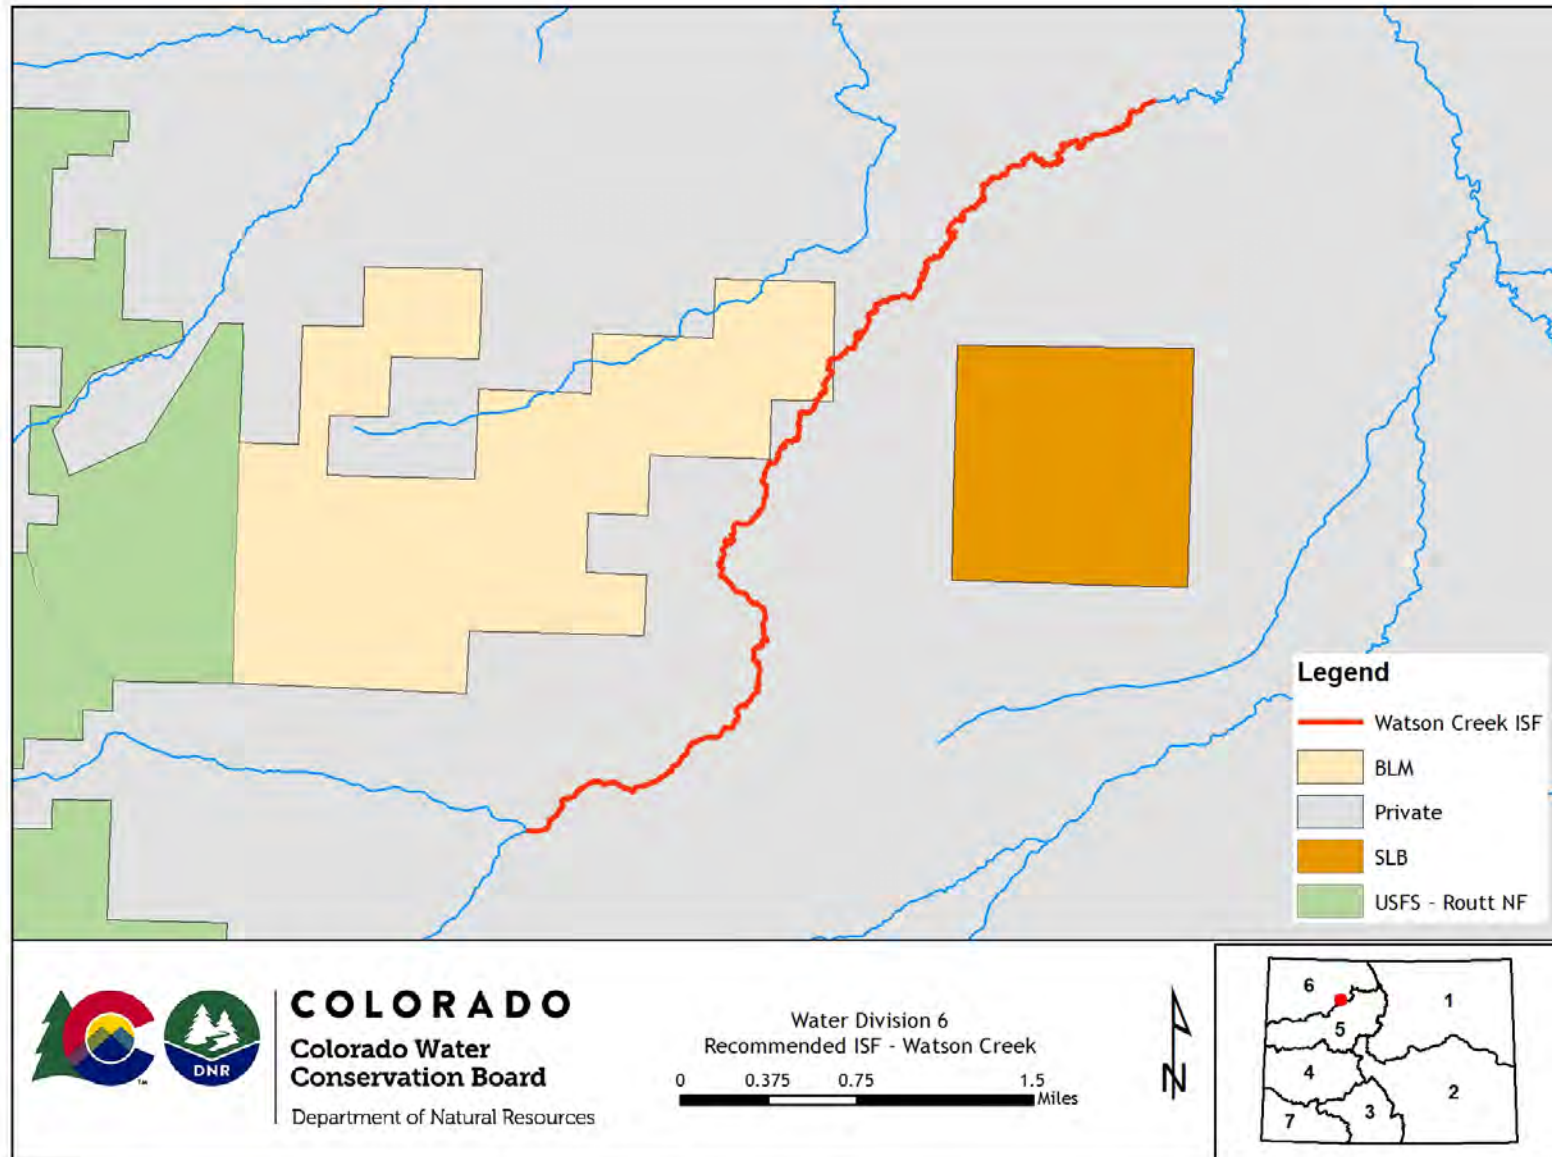 Legend
Watson Creek ISF
BLM
Private
SLB
USFS - Routt NF
COLORADO
Colorado Water
Conservation Board
Department of Natural Resources
DNR
TM
Water Division 6
Recommended ISF - Watson Creek
0 0.375 0.75 1.5
Miles
N
6
1
5
4
2
3
7